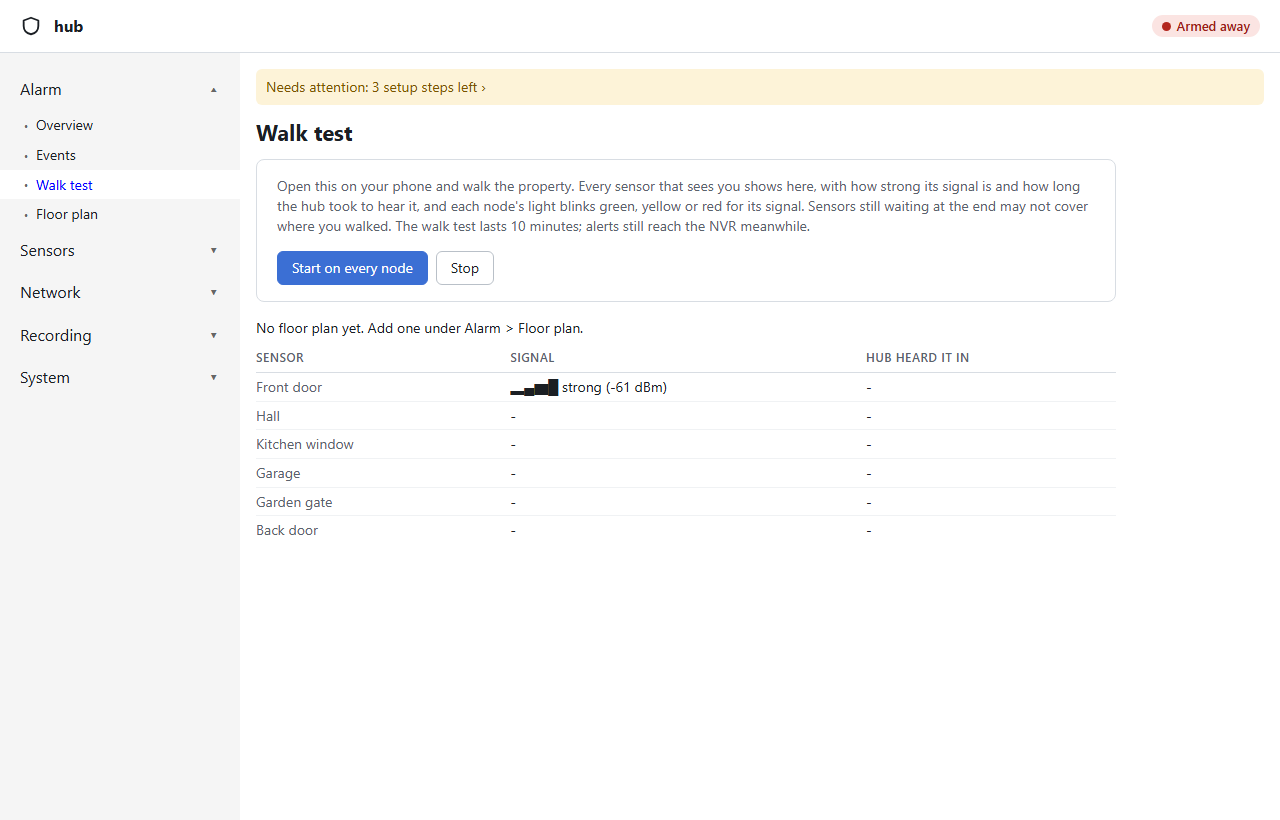 hub
Armed away
Alarm
Overview
Events
Walk test
Floor plan
Sensors
Network
Recording
System
Needs attention: 3 setup steps left ›
Walk test
Open this on your phone and walk the property. Every sensor that sees you shows here, with how strong its signal is and how long
the hub took to hear it, and each node's light blinks green, yellow or red for its signal. Sensors still waiting at the end may not cover
where you walked. The walk test lasts 10 minutes; alerts still reach the NVR meanwhile.
Start on every node Stop
No floor plan yet. Add one under Alarm > Floor plan.
SENSOR SIGNAL HUB HEARD IT IN
Front door ▂▄▆█ strong (-61 dBm) -
Hall - -
Kitchen window - -
Garage - -
Garden gate - -
Back door - -